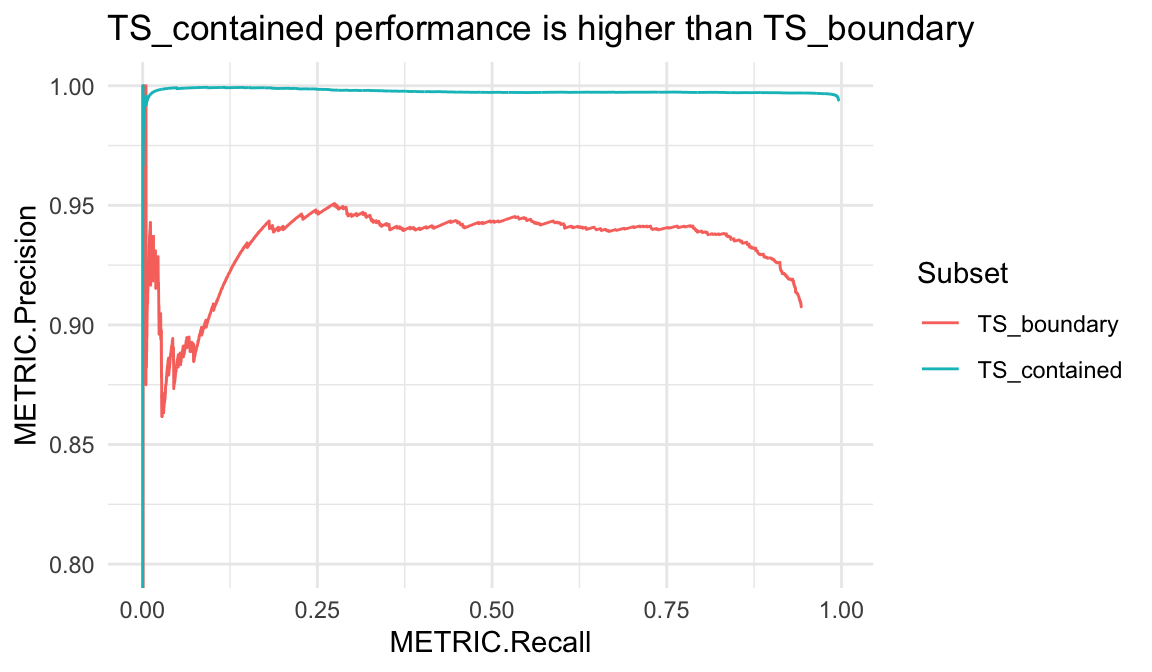 TS_contained performance is higher than TS_boundary
METRIC.Precision
1.00
0.95
0.90
0.85
0.80
0.00
0.25
0.50
0.75
1.00
METRIC.Recall
Subset
TS_boundary
TS_contained